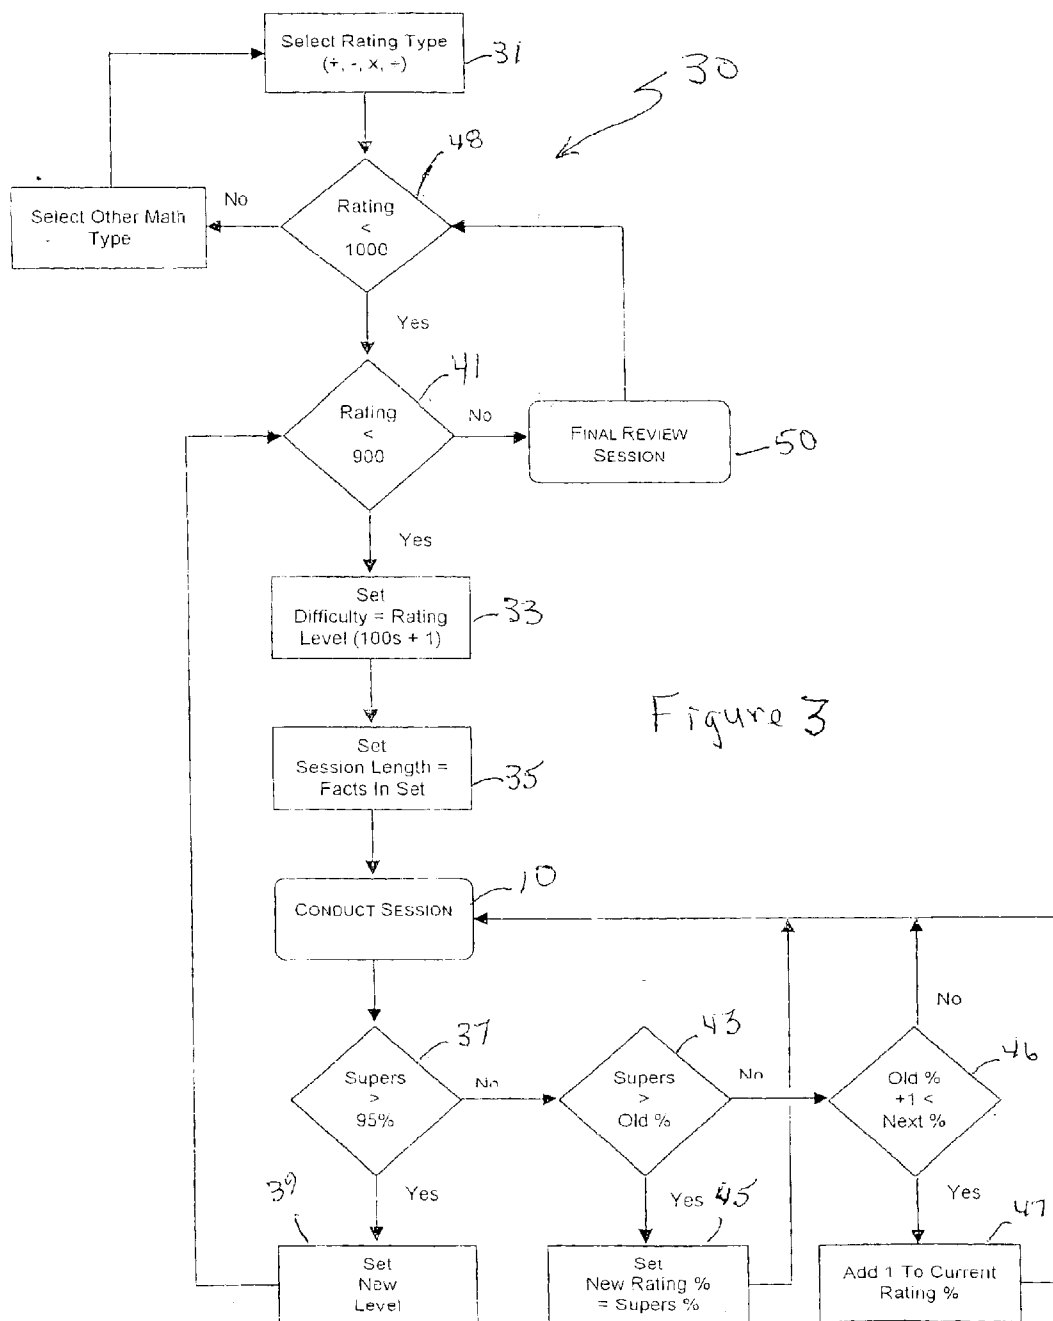 Select Rating Type
(+, -, x, ÷)
31
30
48
Rating
<
1000
No
Select Other Math
Type
Yes
41
Rating
<
900
No
FINAL REVIEW
SESSION
50
Yes
Set
Difficulty = Rating
Level (100s + 1)
33
Figure 3
Set
Session Length =
Facts In Set
35
10
CONDUCT SESSION
37
Supers
>
95%
No
43
Supers
>
Old %
No
No
46
Old %
+1 <
Next %
39
Yes
Set
New
Level
Yes
45
Set
New Rating %
= Supers %
Yes
47
Add 1 To Current
Rating %